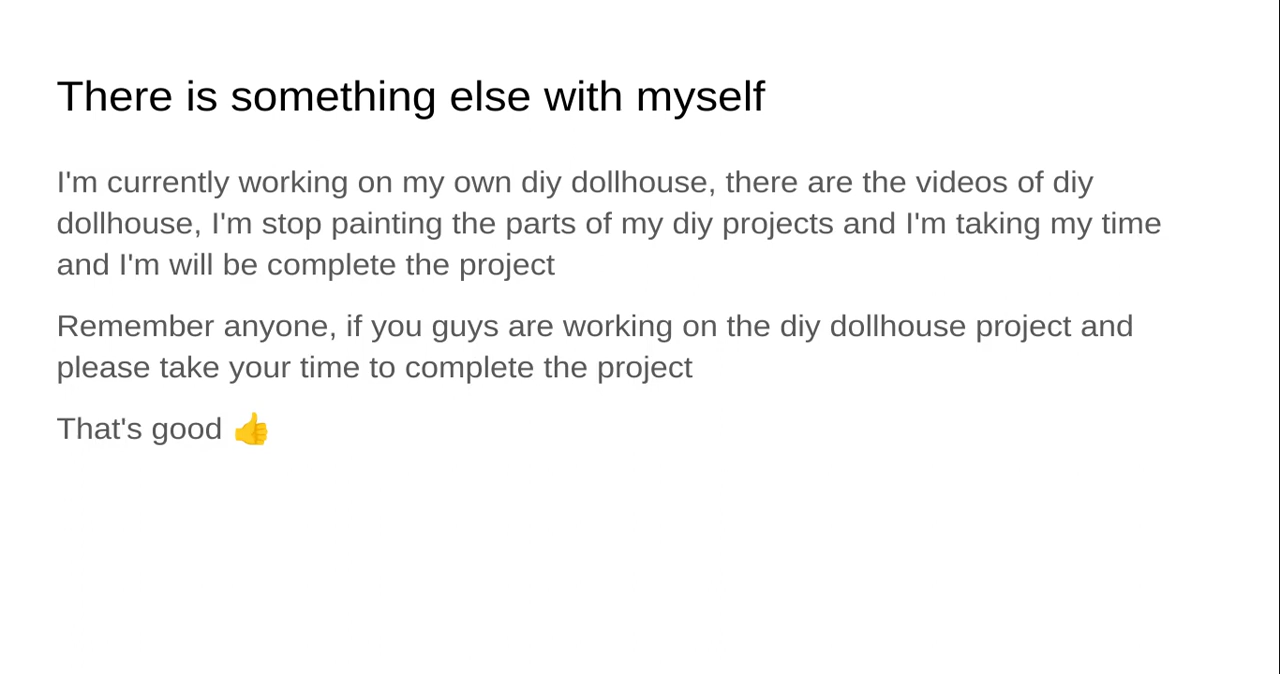 There is something else with myself
I'm currently working on my own diy dollhouse, there are the videos of diy
dollhouse, I'm stop painting the parts of my diy projects and I'm taking my time
and I'm will be complete the project
Remember anyone, if you guys are working on the diy dollhouse project and
please take your time to complete the project
That's good 👍